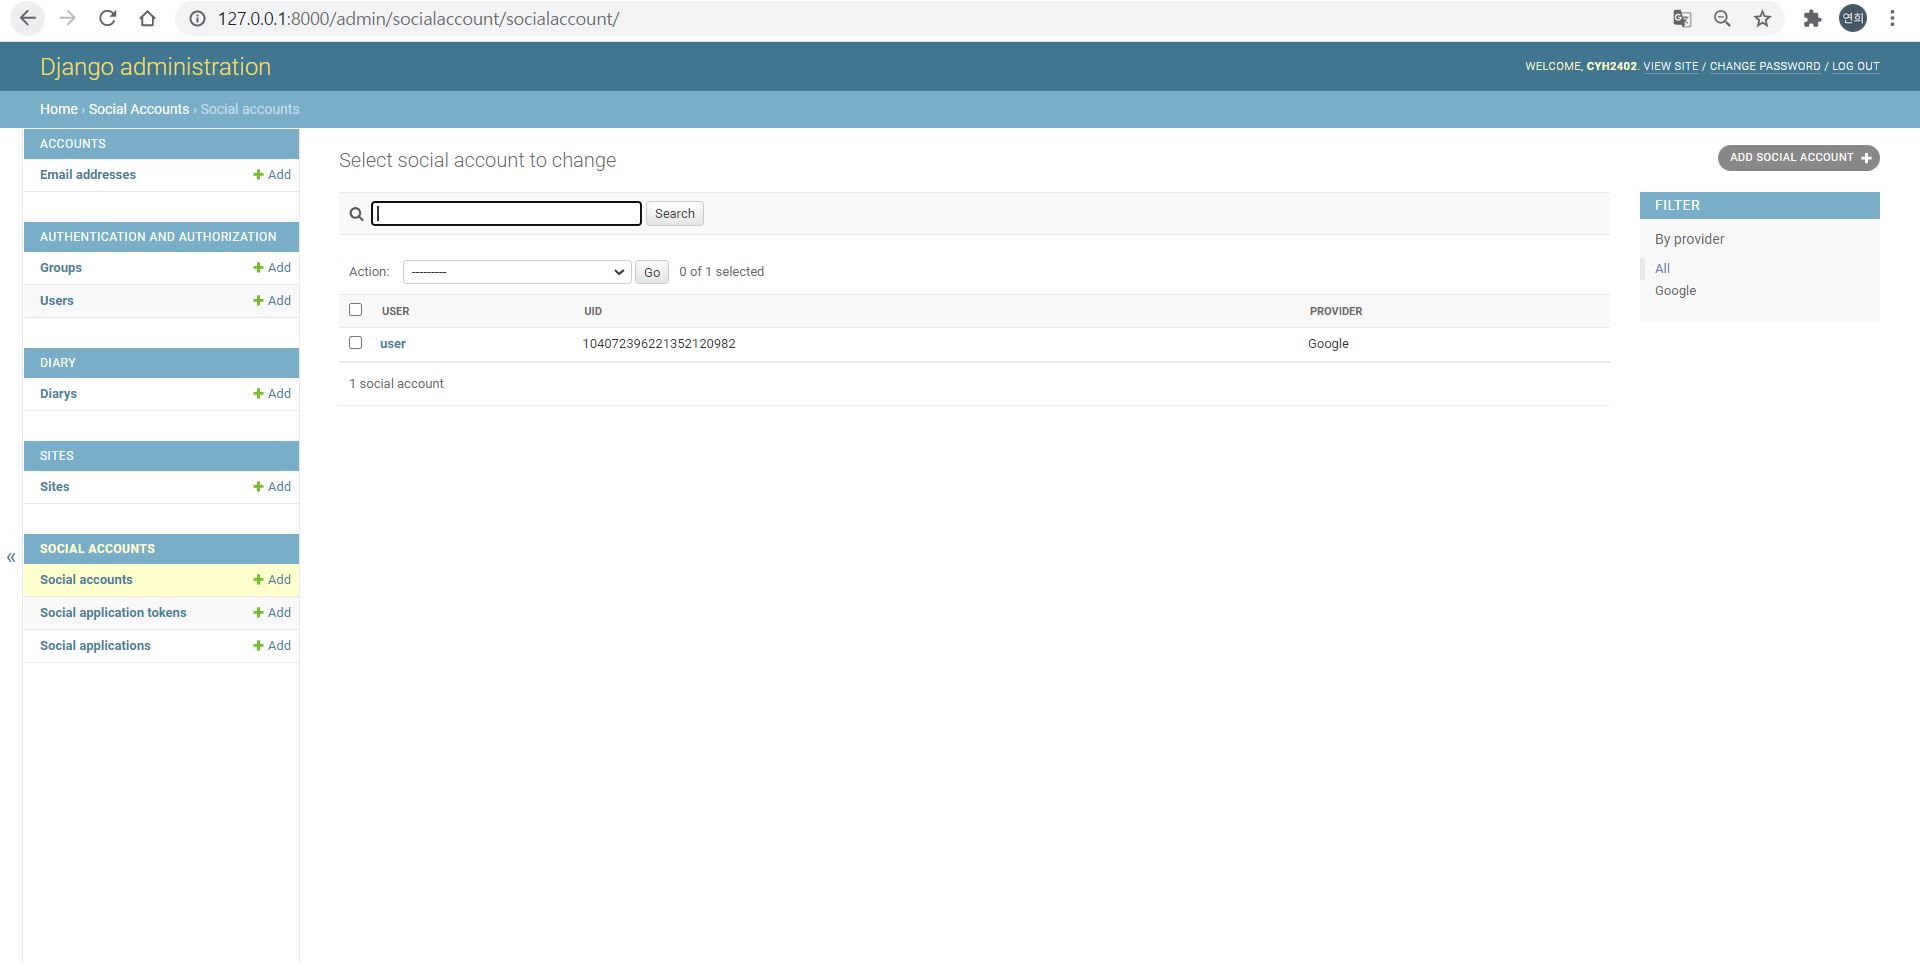 127.0.0.1:8000/admin/socialaccount/socialaccount/
연희
Django administration
WELCOME, CYH2402. VIEW SITE / CHANGE PASSWORD / LOG OUT
Home › Social Accounts › Social accounts
ACCOUNTS
Email addresses + Add
AUTHENTICATION AND AUTHORIZATION
Groups + Add
Users + Add
DIARY
Diarys + Add
SITES
Sites + Add
«
SOCIAL ACCOUNTS
Social accounts + Add
Social application tokens + Add
Social applications + Add
Select social account to change
ADD SOCIAL ACCOUNT +
Search
Action: --------- Go 0 of 1 selected
USER UID PROVIDER
user 104072396221352120982 Google
1 social account
FILTER
By provider
All
Google